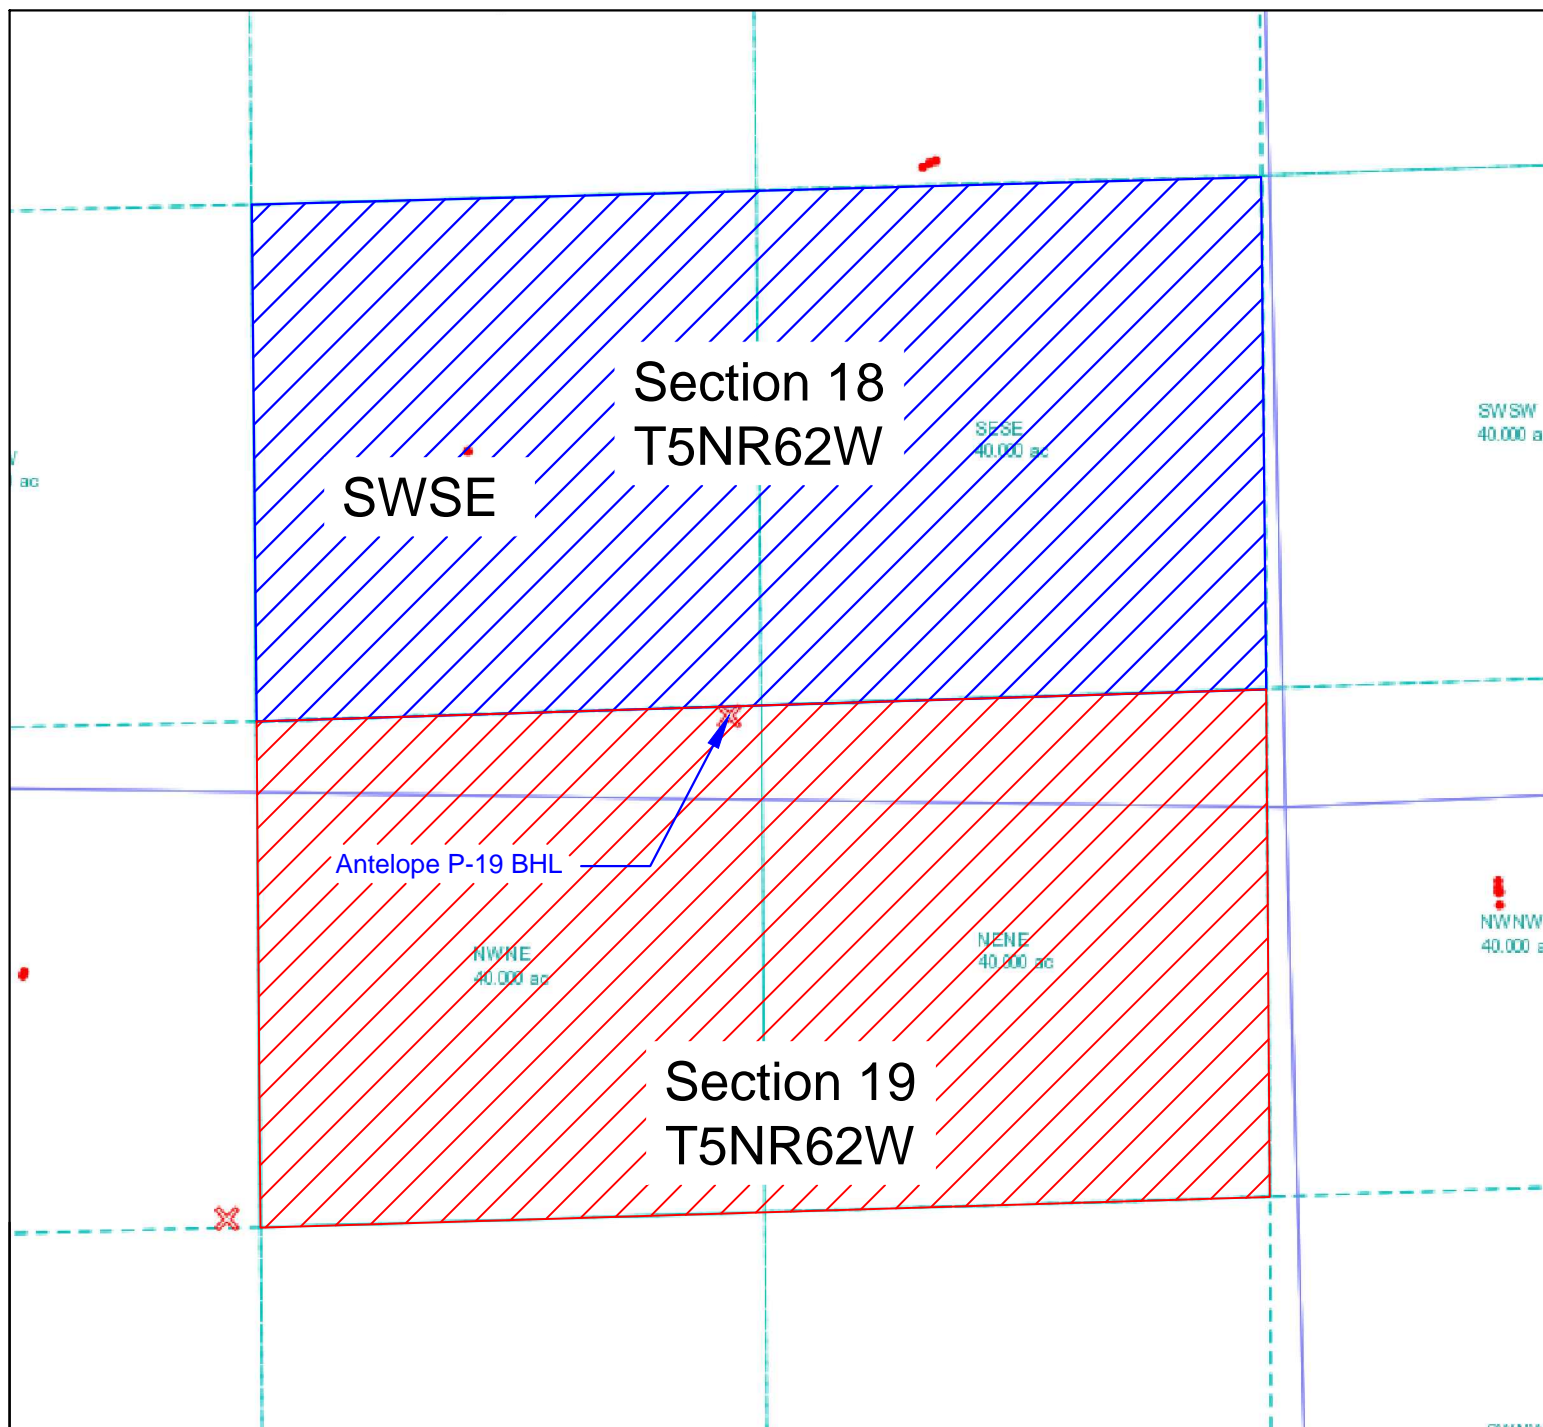 Section 18
T5NR62W
SESE
40.000 ac
SWSW
40.000 a
ac
SWSE
Antelope P-19 BHL
NWNE
40.000 ac
NENE
40.000 ac
NWNW
40.000 a
Section 19
T5NR62W